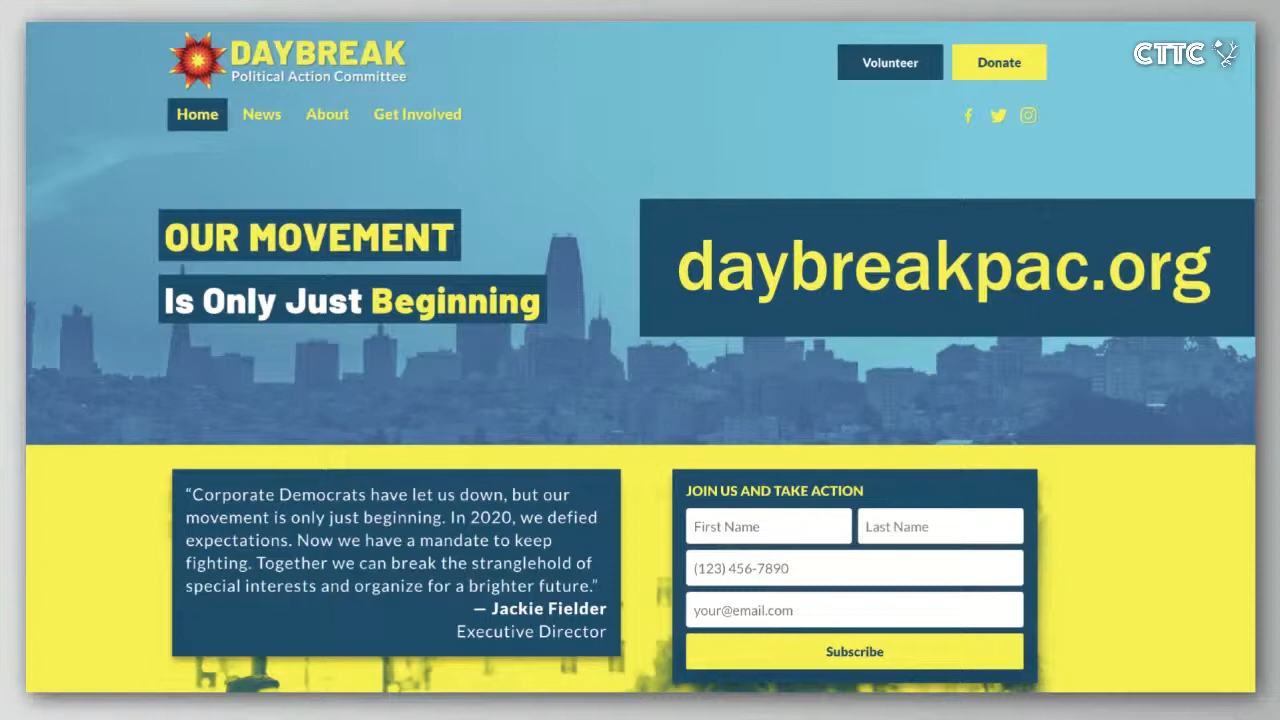 DAYBREAK
Political Action Committee
Volunteer
Donate
CTTC
Home
News
About
Get Involved
OUR MOVEMENT
Is Only Just Beginning
daybreakpac.org
“Corporate Democrats have let us down, but our
movement is only just beginning. In 2020, we defied
expectations. Now we have a mandate to keep
fighting. Together we can break the stranglehold of
special interests and organize for a brighter future.”
— Jackie Fielder
Executive Director
JOIN US AND TAKE ACTION
First Name
Last Name
(123) 456-7890
your@email.com
Subscribe